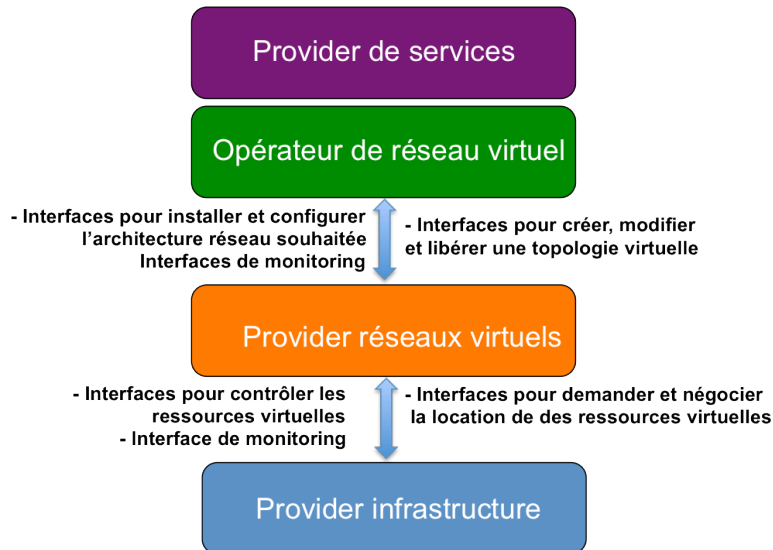 Provider de services
Opérateur de réseau virtuel
- Interfaces pour installer et configurer
l’architecture réseau souhaitée
Interfaces de monitoring
- Interfaces pour créer, modifier
et libérer une topologie virtuelle
Provider réseaux virtuels
- Interfaces pour contrôler les
ressources virtuelles
- Interface de monitoring
- Interfaces pour demander et négocier
la location de des ressources virtuelles
Provider infrastructure